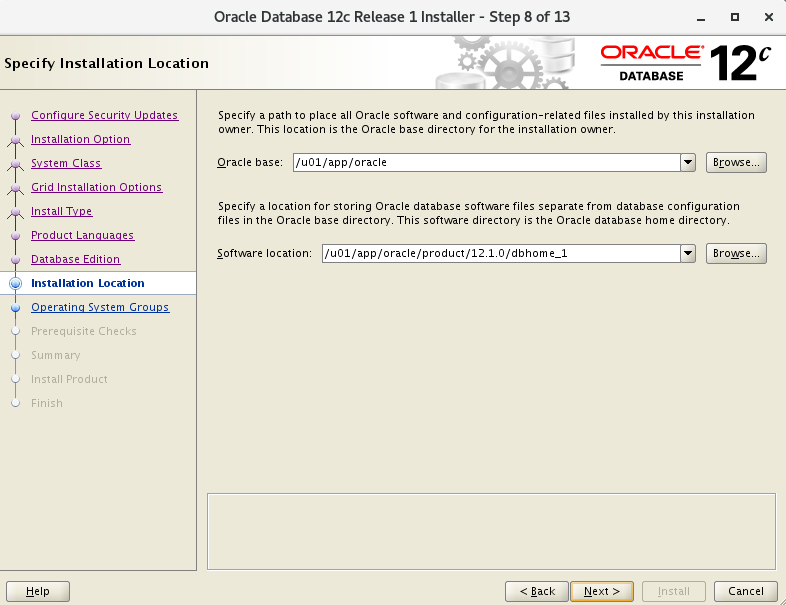 Oracle Database 12c Release 1 Installer - Step 8 of 13
Specify Installation Location
ORACLE
DATABASE
12c
Configure Security Updates
Installation Option
System Class
Grid Installation Options
Install Type
Product Languages
Database Edition
Installation Location
Operating System Groups
Prerequisite Checks
Summary
Install Product
Finish
Specify a path to place all Oracle software and configuration-related files installed by this installation
owner. This location is the Oracle base directory for the installation owner.
Oracle base: /u01/app/oracle Browse...
Specify a location for storing Oracle database software files separate from database configuration
files in the Oracle base directory. This software directory is the Oracle database home directory.
Software location: /u01/app/oracle/product/12.1.0/dbhome_1 Browse...
Help < Back Next > Install Cancel